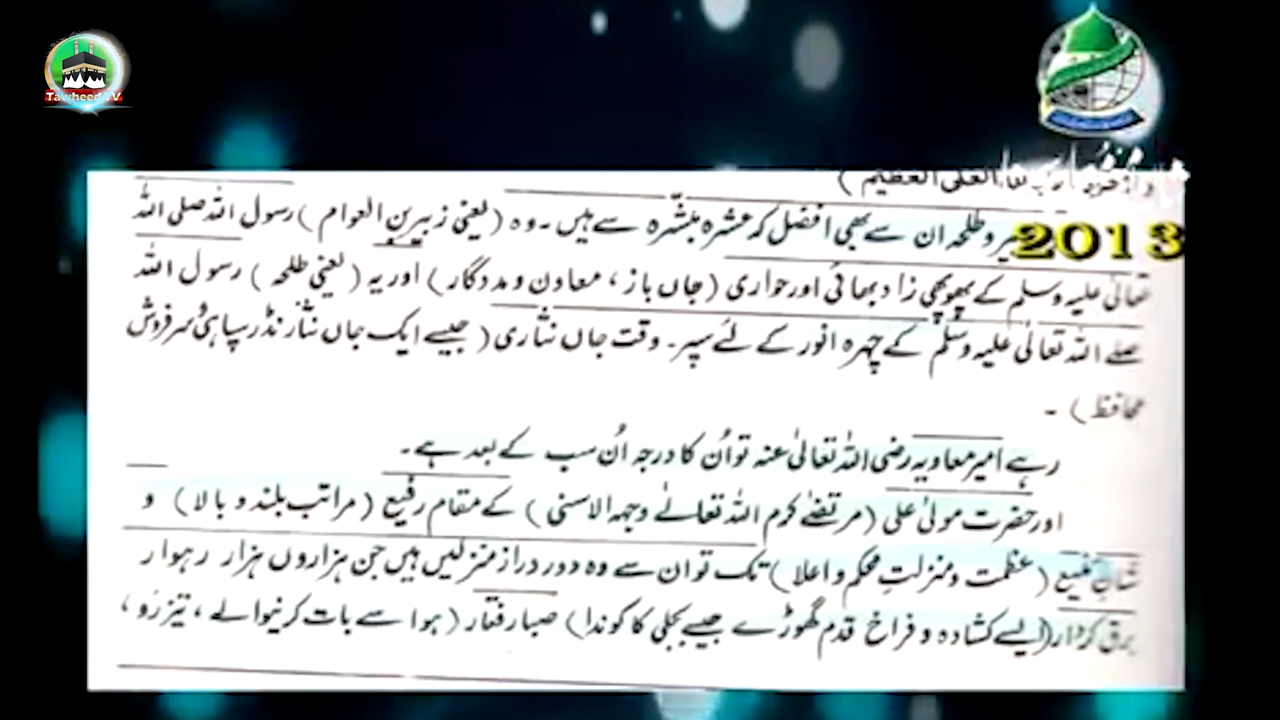 Tawheed TV
العلی العظیم )
2013
وطلحہ ان سے بھی افضل کہ عشرہ مبشّرہ سے ہیں ۔ وہ ( یعنی زبیر بن العوام ) رسول اللہ صلی اللہ
تعالیٰ علیہ وسلم کے پھوپھی زاد بھائی اور حواری (جاں باز ، معاون و مددگار ) اور یہ ( یعنی طلحہ ) رسول اللہ
صلے اللہ تعالیٰ علیہ وسلم کے چہرہ انور کے لئے سپر ۔ وقت جاں نثاری ( جیسے ایک جاں نثار نڈر سپاہی و سرفروش
محافظ ) ۔
رہے امیر معاویہ رضی اللہ تعالیٰ عنہ تو اُن کا درجہ اُن سب کے بعد ہے ۔
اور حضرت مولیٰ علی ( مرتضےٰ کرم اللہ تعالےٰ وجہہ الاسنی ) کے مقام رفیع ( مراتب بلند و بالا ) و
شانِ منیع ( عظمت و منزلتِ محکم و اعلا ) تک تو ان سے وہ دور دراز منزلیں ہیں جن ہزاروں ہزار رہوار
برق کردار ( ایسے کشادہ و فراخ قدم گھوڑے جیسے بجلی کا کوندا ) صبا رفتار ( ہوا سے بات کرنیوالے ، تیز رَو ،